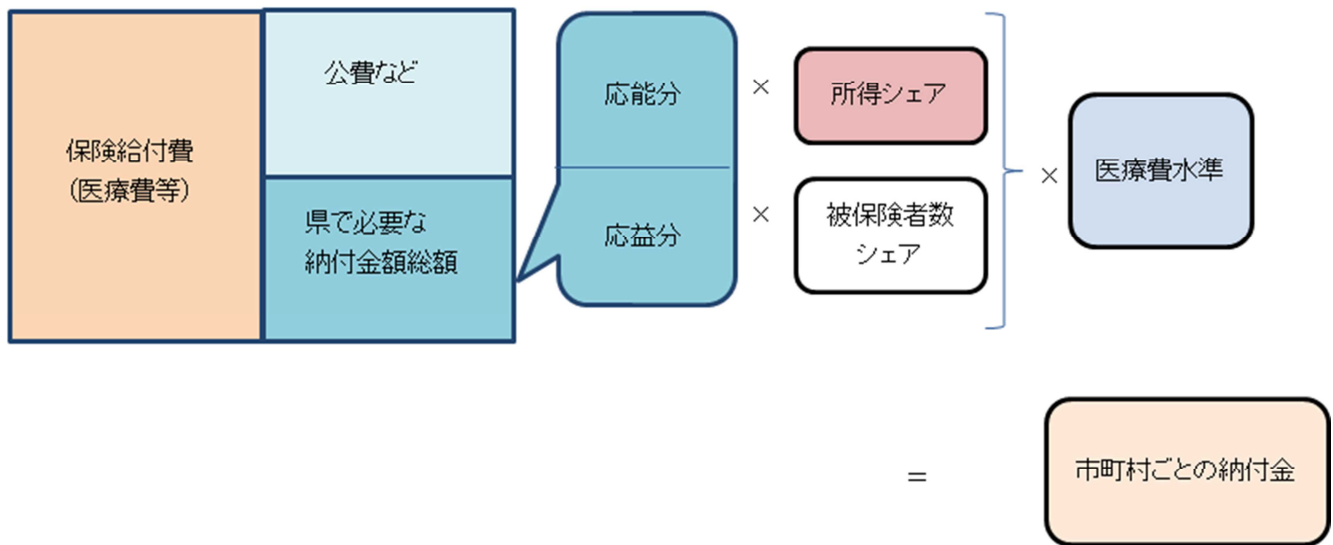 保険給付費
(医療費等)
公費など
県で必要な
納付金額総額
応能分
×
所得シェア
応益分
×
被保険者数
シェア
×
医療費水準
=
市町村ごとの納付金